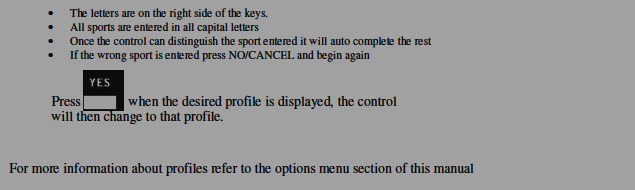 • The letters are on the right side of the keys.
• All sports are entered in all capital letters
• Once the control can distinguish the sport entered it will auto complete the rest
• If the wrong sport is entered press NO/CANCEL and begin again
YES
Press when the desired profile is displayed, the control
will then change to that profile.
For more information about profiles refer to the options menu section of this manual